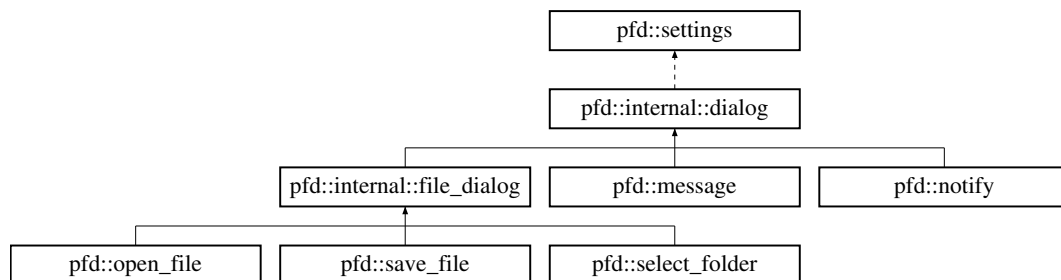 pfd::settings
pfd::internal::dialog
pfd::internal::file_dialog
pfd::message
pfd::notify
pfd::open_file
pfd::save_file
pfd::select_folder